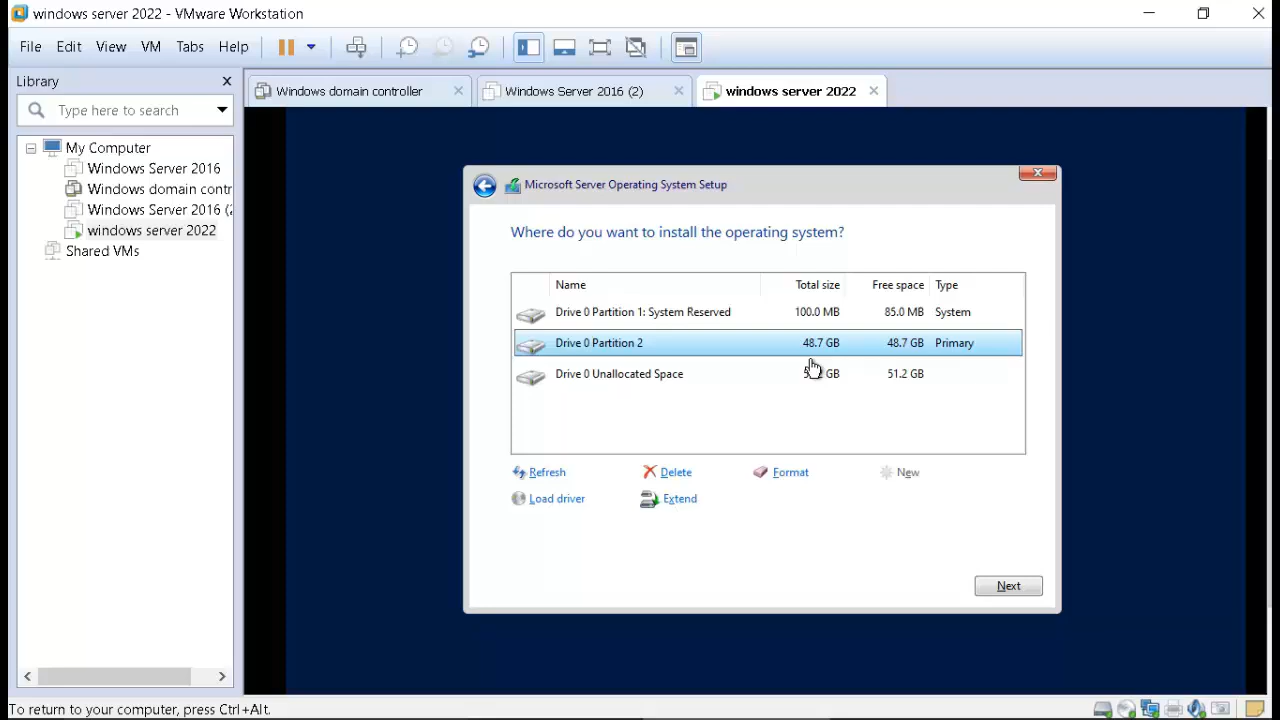 windows server 2022 - VMware Workstation
File Edit View VM Tabs Help
Library
Type here to search
My Computer
Windows Server 2016
Windows domain contr
Windows Server 2016 (2
windows server 2022
Shared VMs
Windows domain controller
Windows Server 2016 (2)
windows server 2022
Microsoft Server Operating System Setup
Where do you want to install the operating system?
Name Total size Free space Type
Drive 0 Partition 1: System Reserved 100.0 MB 85.0 MB System
Drive 0 Partition 2 48.7 GB 48.7 GB Primary
Drive 0 Unallocated Space GB 51.2 GB
Refresh Delete Format New
Load driver Extend
Next
To return to your computer, press Ctrl+Alt.